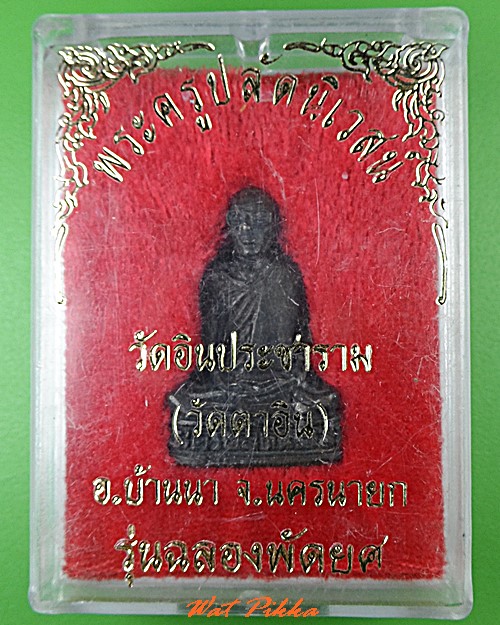 พระครูปลัดนิเวสน์
วัดอินประชาราม
(วัดตาอิน)
อ.บ้านนา จ.นครนายก
รุ่นฉลองพัดยศ
Wat Pikka